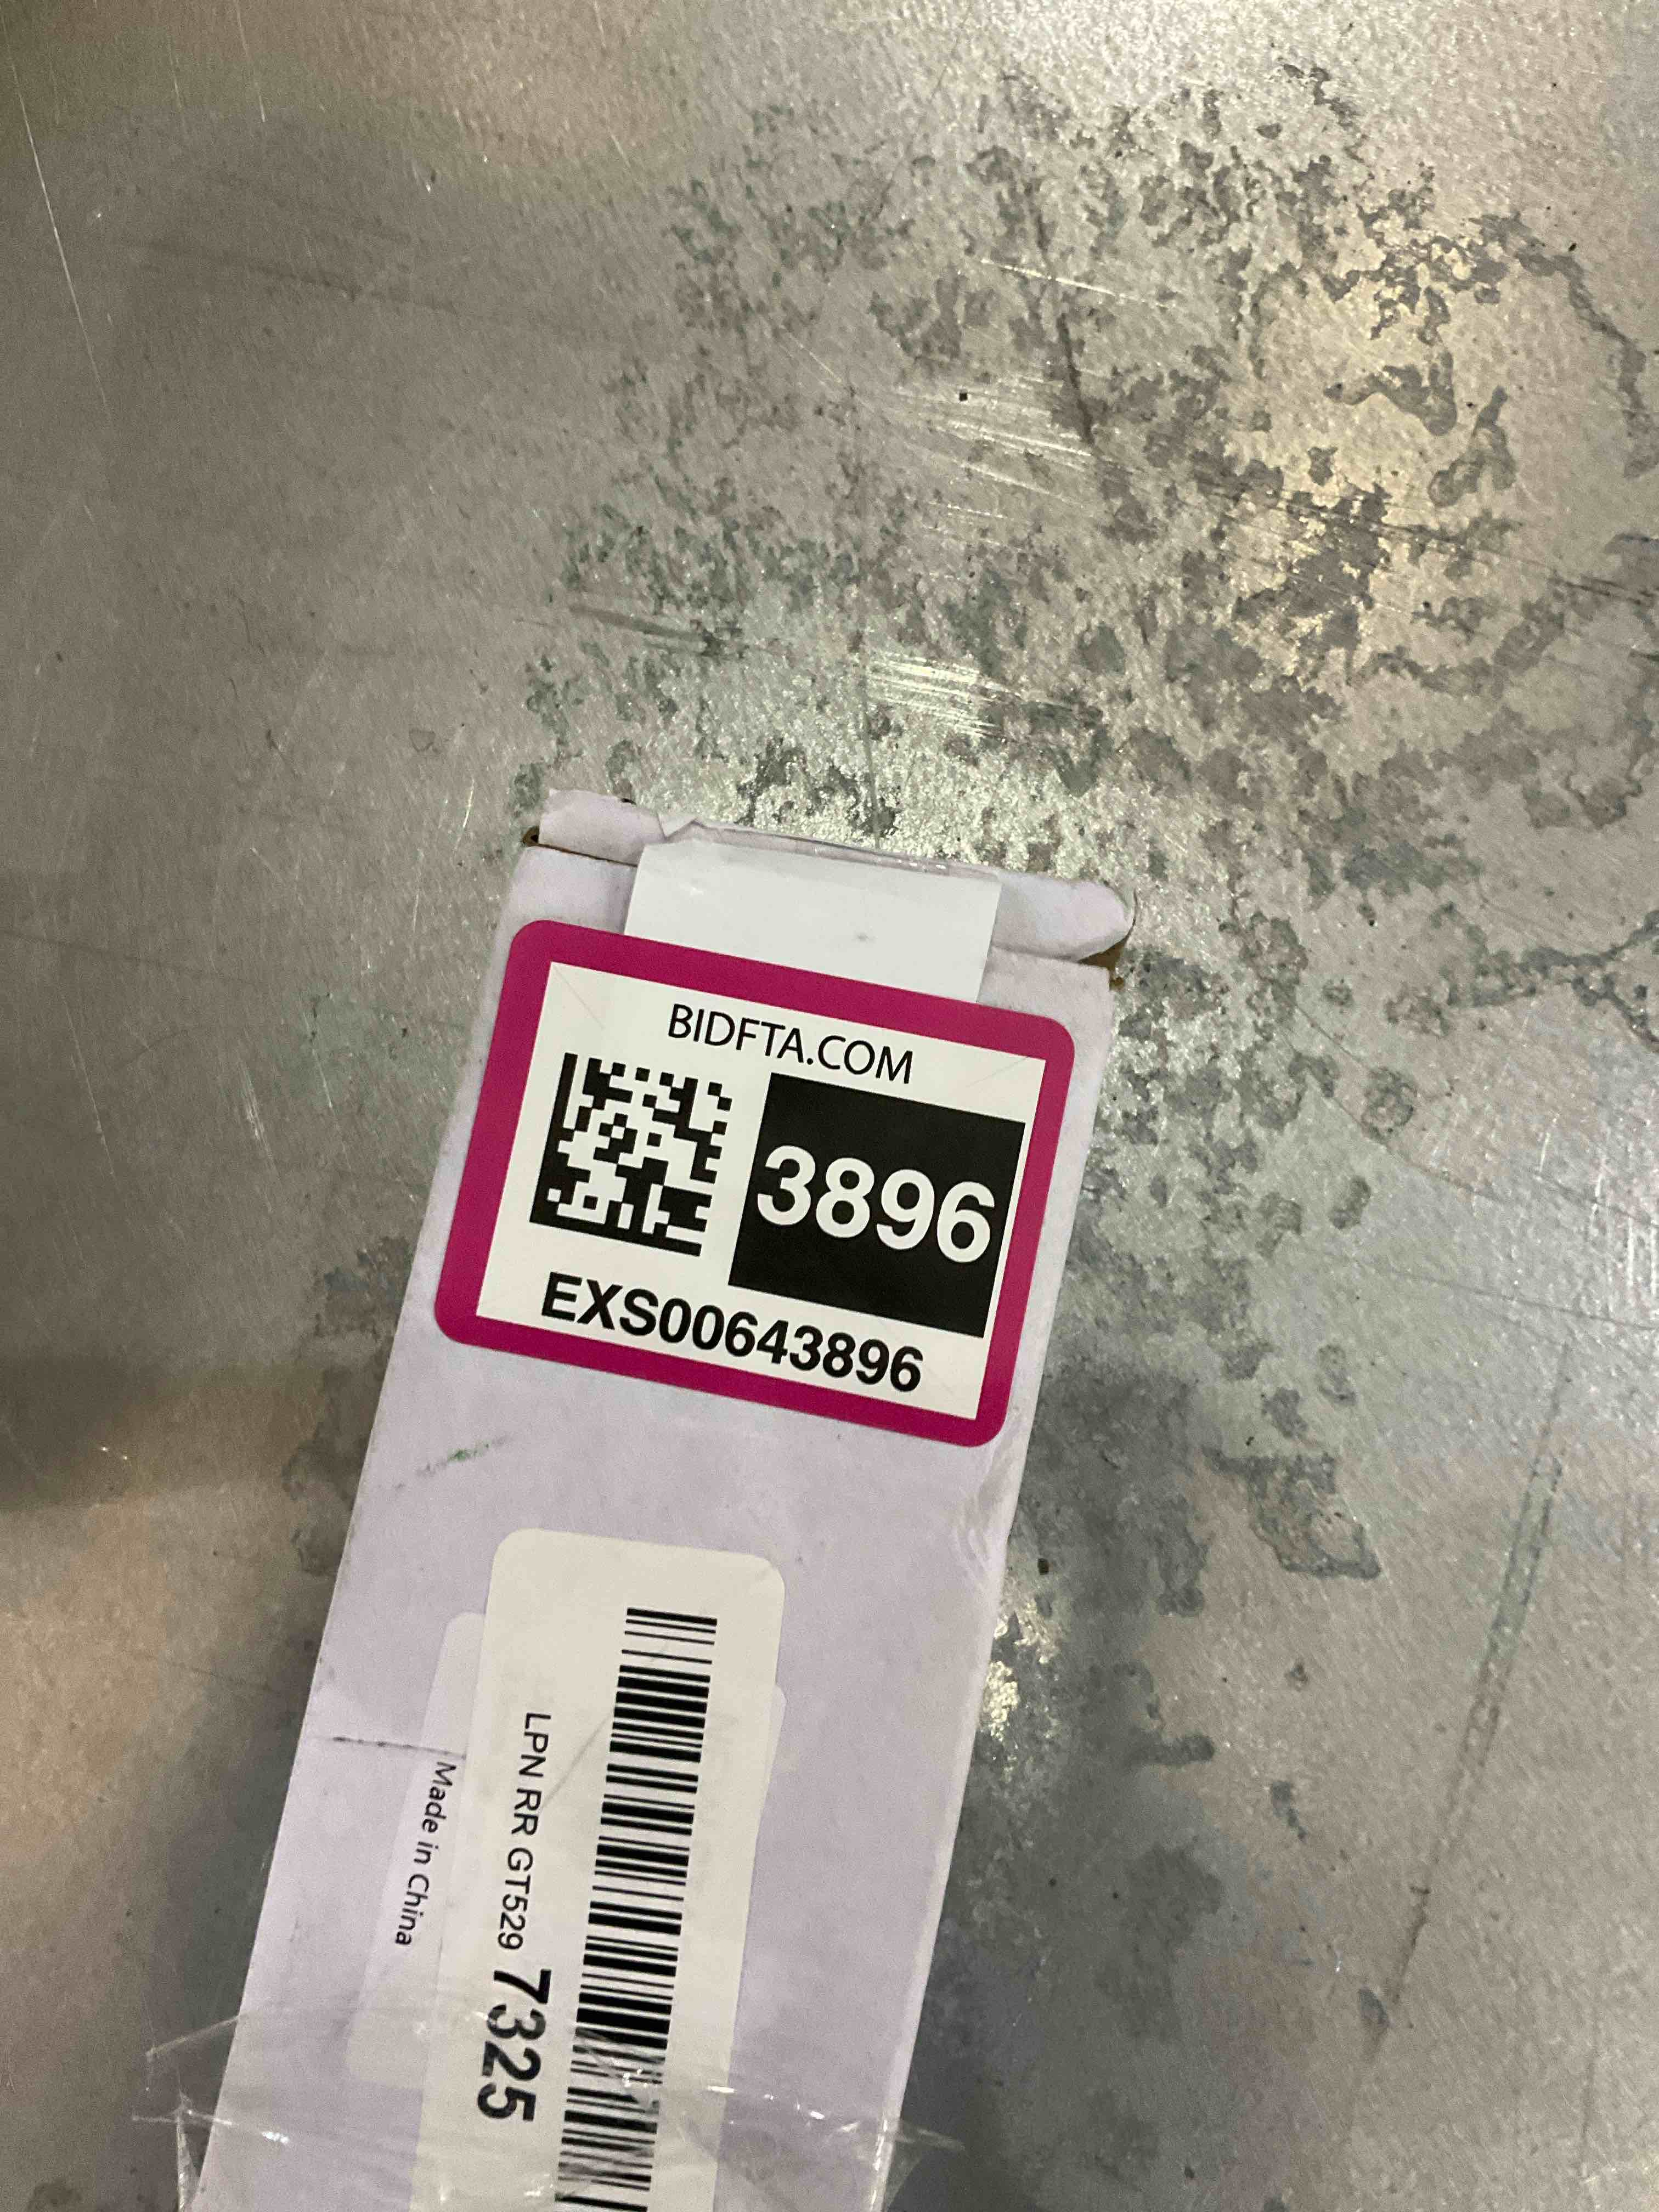 BIDFTA.COM
3896
EXS00643896
LPN RR GT529 7325
Made in China